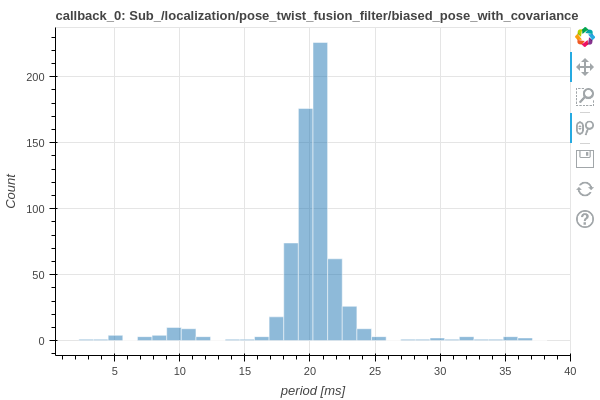 callback_0: Sub_/localization/pose_twist_fusion_filter/biased_pose_with_covariance
200
150
100
50
0
Count
5 10 15 20 25 30 35 40
period [ms]